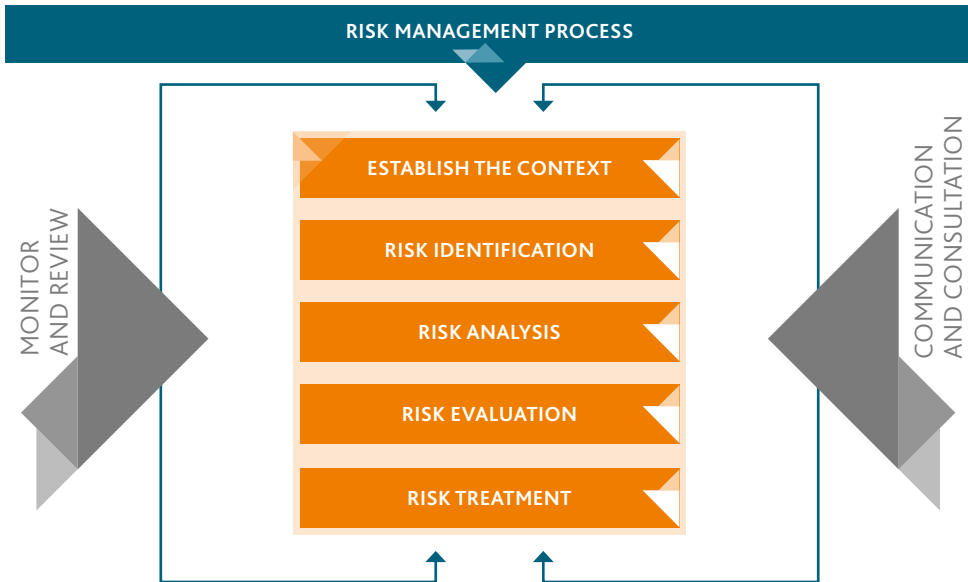 RISK MANAGEMENT PROCESS
MONITOR
AND REVIEW
ESTABLISH THE CONTEXT
RISK IDENTIFICATION
RISK ANALYSIS
RISK EVALUATION
RISK TREATMENT
COMMUNICATION
AND CONSULTATION